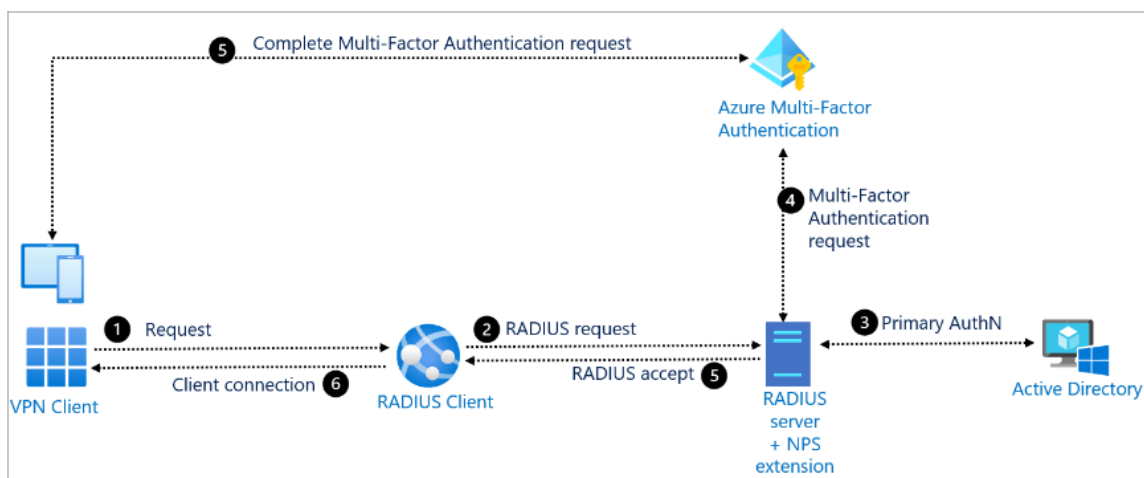 5 Complete Multi-Factor Authentication request
Azure Multi-Factor
Authentication
4 Multi-Factor
Authentication
request
1 Request
2 RADIUS request
3 Primary AuthN
Client connection 6
RADIUS accept 5
VPN Client
RADIUS Client
RADIUS
server
+ NPS
extension
Active Directory